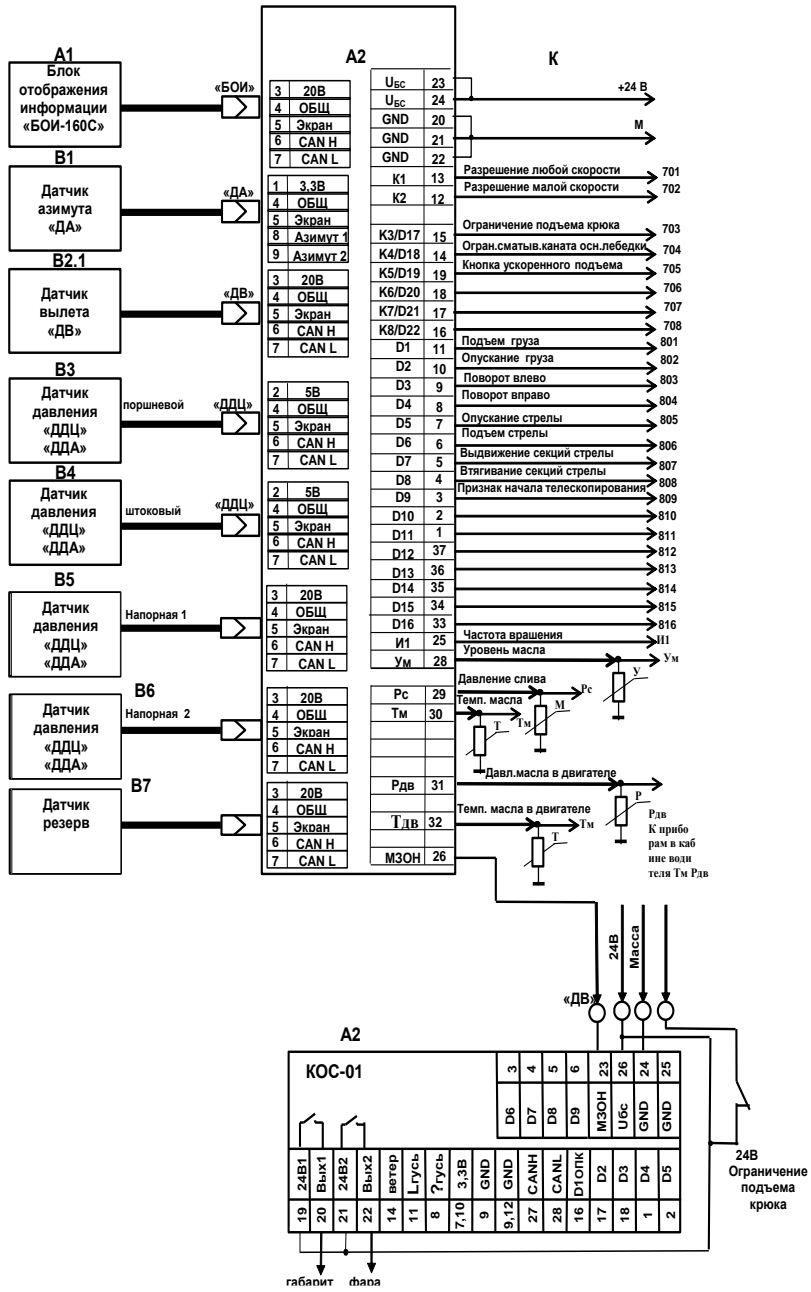 A1
Блок
отображения
информации
«БОИ-160С»
«БОИ»
B1
Датчик
азимута
«ДА»
«ДА»
B2.1
Датчик
вылета
«ДВ»
«ДВ»
B3
Датчик
давления
«ДДЦ»
«ДДА»
поршневой
«ДДЦ»
B4
Датчик
давления
«ДДЦ»
«ДДА»
штоковый
«ДДЦ»
B5
Датчик
давления
«ДДЦ»
«ДДА»
Напорная 1
B6
Датчик
давления
«ДДЦ»
«ДДА»
Напорная 2
B7
Датчик
резерв
A2
3 20В
4 ОБЩ
5 Экран
6 CAN H
7 CAN L
1 3,3В
4 ОБЩ
5 Экран
8 Азимут 1
9 Азимут 2
3 20В
4 ОБЩ
5 Экран
6 CAN H
7 CAN L
2 5В
4 ОБЩ
5 Экран
6 CAN H
7 CAN L
2 5В
4 ОБЩ
5 Экран
6 CAN H
7 CAN L
3 20В
4 ОБЩ
5 Экран
6 CAN H
7 CAN L
3 20В
4 ОБЩ
5 Экран
6 CAN H
7 CAN L
3 20В
4 ОБЩ
5 Экран
6 CAN H
7 CAN L
К
UБС 23 +24 В
UБС 24
GND 20
GND 21 М
GND 22
К1 13 Разрешение любой скорости 701
К2 12 Разрешение малой скорости 702
К3/D17 15 Ограничение подъема крюка 703
К4/D18 14 Огран.сматыв.каната осн.лебедки 704
К5/D19 19 Кнопка ускоренного подъема 705
К6/D20 18 706
К7/D21 17 707
К8/D22 16 708
D1 11 Подъем груза 801
D2 10 Опускание груза 802
D3 9 Поворот влево 803
D4 8 Поворот вправо 804
D5 7 Опускание стрелы 805
D6 6 Подъем стрелы 806
D7 5 Выдвижение секций стрелы 807
D8 4 Втягивание секций стрелы 808
D9 3 Признак начала телескопирования 809
D10 2 810
D11 1 811
D12 37 812
D13 36 813
D14 35 814
D15 34 815
D16 33 816
И1 25 Частота врашения И1
Ум 28 Уровень масла Ум
У
Рс 29 Давление слива Рс
М
Тм 30 Темп. масла Тм
Т
Рдв 31 Давл.масла в двигателе
Р
Рдв
К прибо
рам в каб
ине води
теля Тм Рдв
Тдв 32 Темп. масла в двигателе Тм
Т
МЗОН 26
24В
Масса
«ДВ»
A2
КОС-01
3 4 5 6 23 26 24 25
D6 D7 D8 D9 МЗОН Uбс GND GND
24В1 Вых1 24В2 Вых2 ветер Lгусь ?гусь 3,3В GND GND CANH CANL D1ОПК D2 D3 D4 D5
19 20 21 22 14 11 8 7,10 9 9,12 27 28 16 17 18 1 2
габарит фара
24В
Ограничение
подъема
крюка